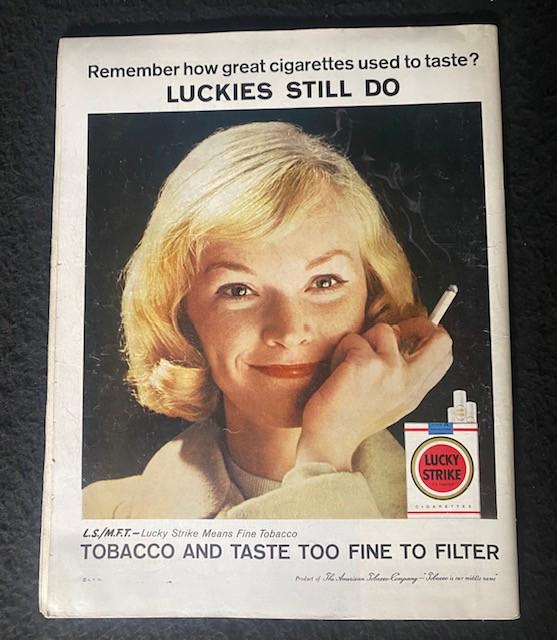 Remember how great cigarettes used to taste?
LUCKIES STILL DO
LUCKY
STRIKE
CIGARETTES
L.S./M.F.T.—Lucky Strike Means Fine Tobacco
TOBACCO AND TASTE TOO FINE TO FILTER
Product of The American Tobacco Company — "Tobacco is our middle name"